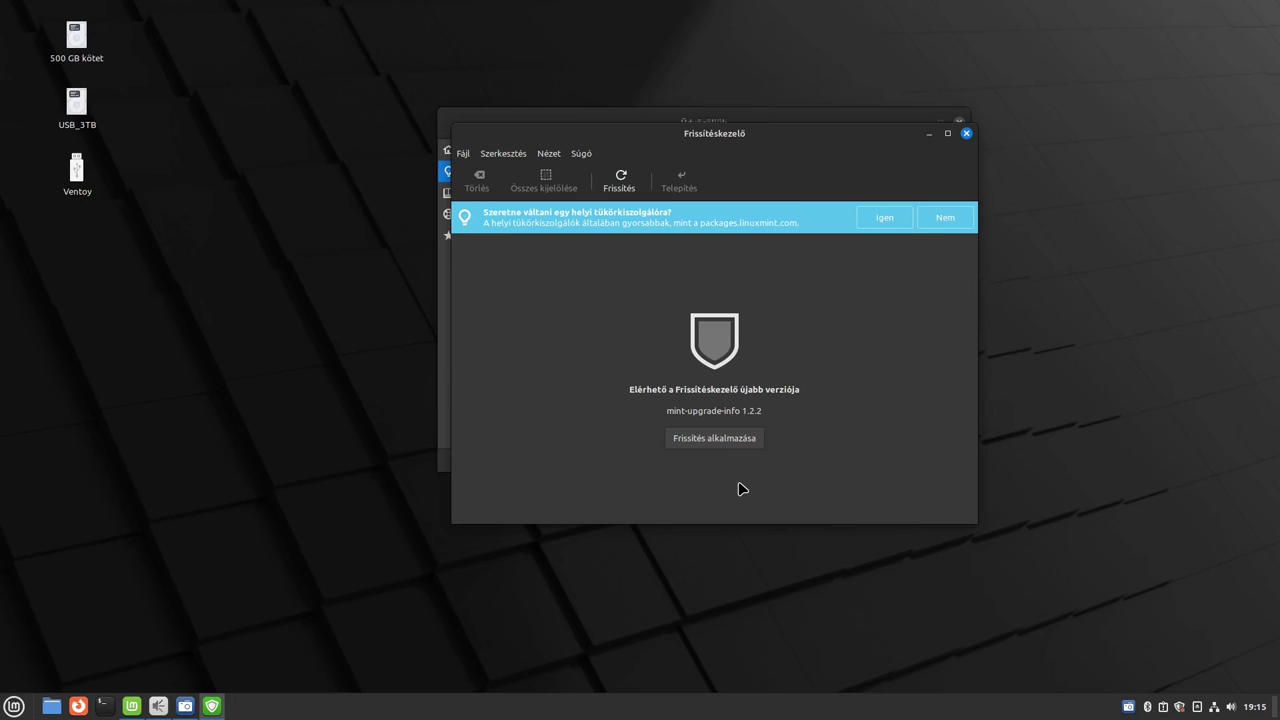 500 GB kötet
USB_3TB
Ventoy
Frissítéskezelő
Fájl Szerkesztés Nézet Súgó
Törlés Összes kijelölése Frissítés Telepítés
Szeretne váltani egy helyi tükörkiszolgálóra?
A helyi tükörkiszolgálók általában gyorsabbak, mint a packages.linuxmint.com.
Igen Nem
Elérhető a Frissítéskezelő újabb verziója
mint-upgrade-info 1.2.2
Frissítés alkalmazása
19:15